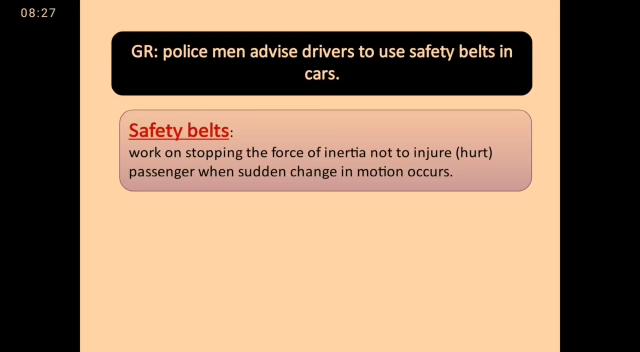 08:27
GR: police men advise drivers to use safety belts in
cars.
Safety belts:
work on stopping the force of inertia not to injure (hurt)
passenger when sudden change in motion occurs.